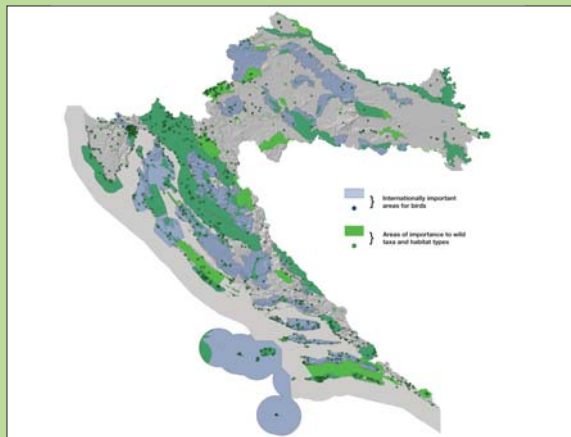 Internationally important
areas for birds
Areas of importance to wild
taxa and habitat types